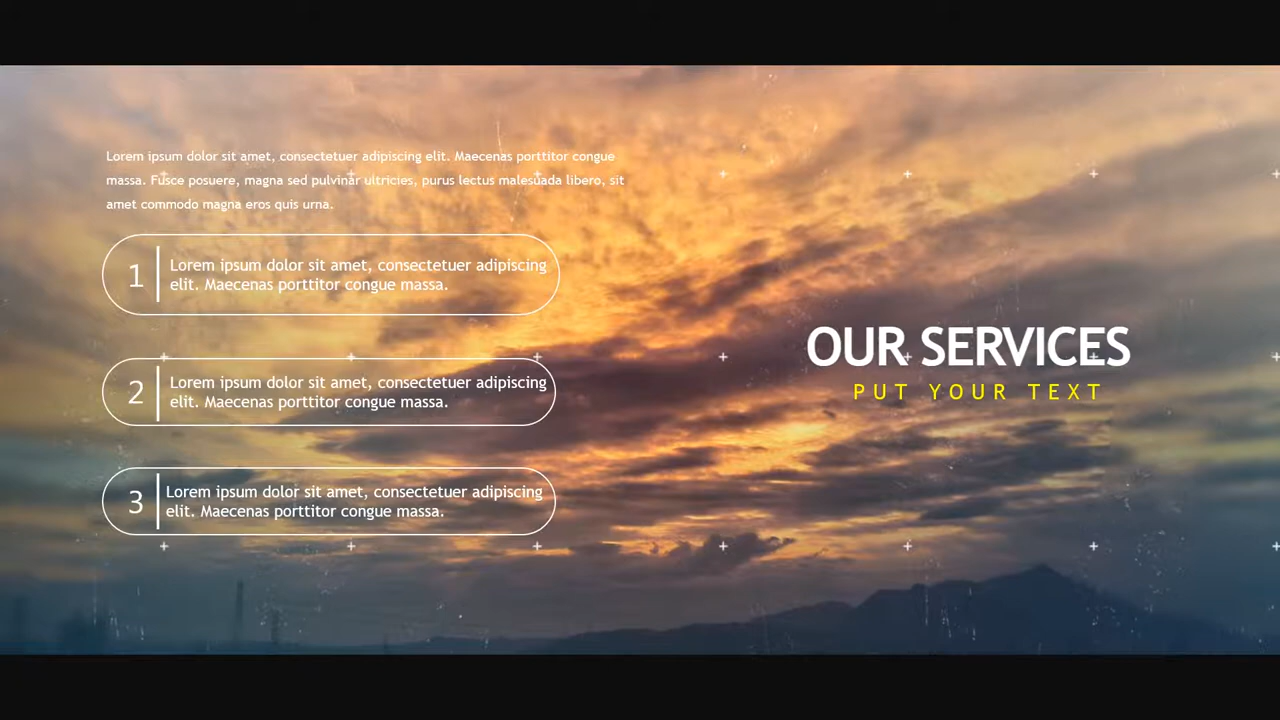 Lorem ipsum dolor sit amet, consectetuer adipiscing elit. Maecenas porttitor congue
massa. Fusce posuere, magna sed pulvinar ultricies, purus lectus malesuada libero, sit
amet commodo magna eros quis urna.
1
Lorem ipsum dolor sit amet, consectetuer adipiscing
elit. Maecenas porttitor congue massa.
2
Lorem ipsum dolor sit amet, consectetuer adipiscing
elit. Maecenas porttitor congue massa.
3
Lorem ipsum dolor sit amet, consectetuer adipiscing
elit. Maecenas porttitor congue massa.
OUR SERVICES
PUT YOUR TEXT